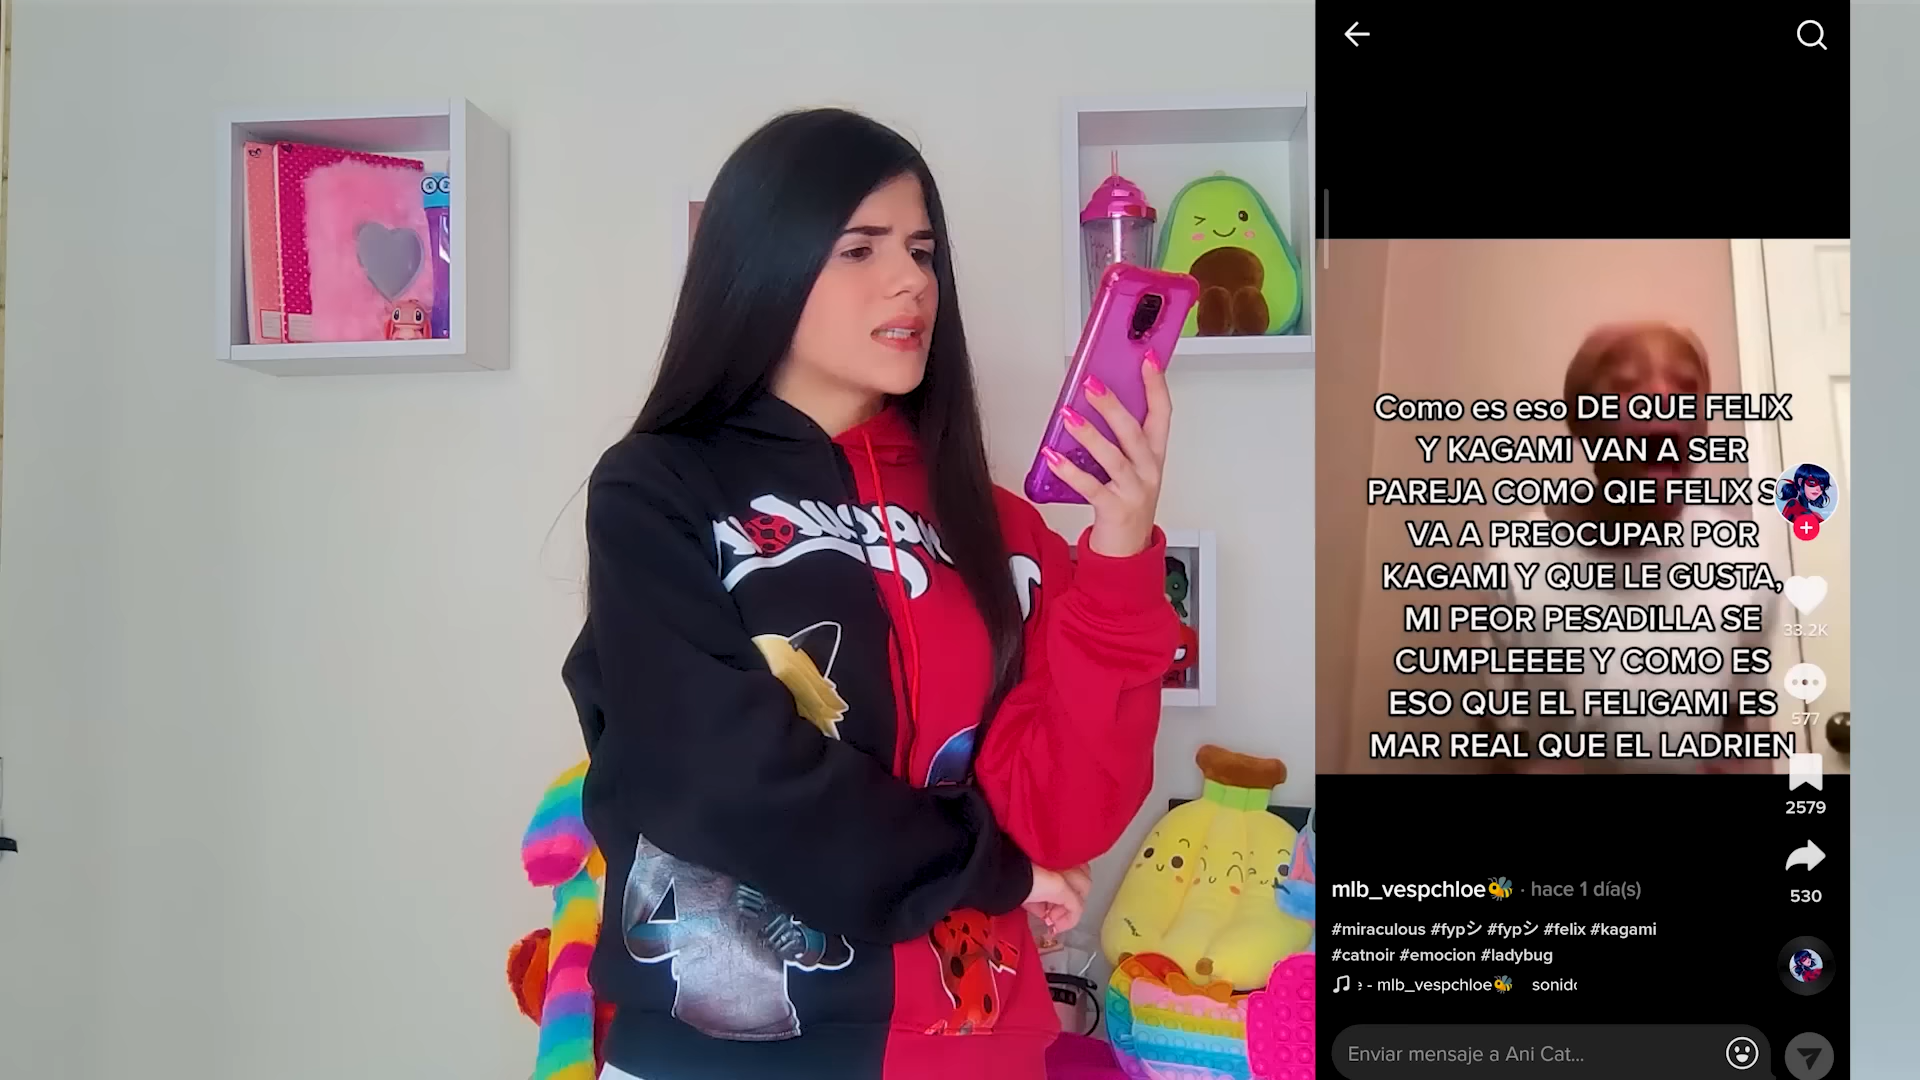 Como es eso DE QUE FELIX
Y KAGAMI VAN A SER
PAREJA COMO QIE FELIX S
VA A PREOCUPAR POR
KAGAMI Y QUE LE GUSTA,
MI PEOR PESADILLA SE
CUMPLEEEE Y COMO ES
ESO QUE EL FELIGAMI ES
MAR REAL QUE EL LADRIEN
33.2K
577
2579
530
mlb_vespchloe🐝 · hace 1 día(s)
#miraculous #fypシ #fypシ #felix #kagami
#catnoir #emocion #ladybug
e - mlb_vespchloe🐝 sonido
Enviar mensaje a Ani Cat...